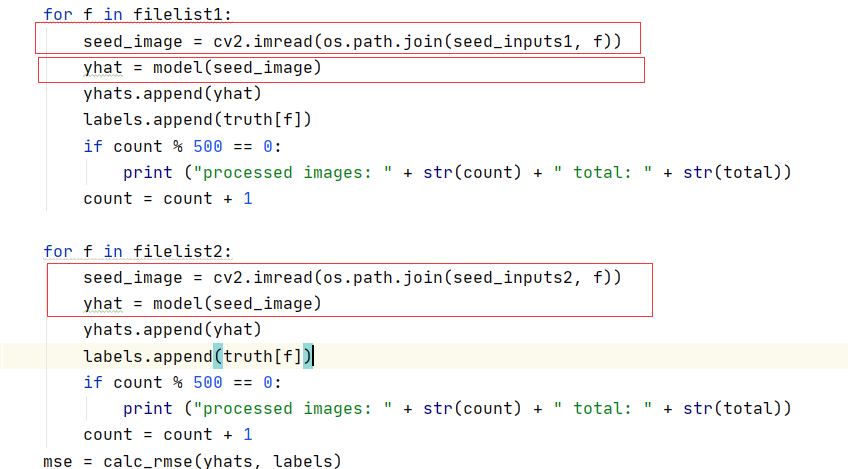 for f in filelist1:
seed_image = cv2.imread(os.path.join(seed_inputs1, f))
yhat = model(seed_image)
yhats.append(yhat)
labels.append(truth[f])
if count % 500 == 0:
print ("processed images: " + str(count) + " total: " + str(total))
count = count + 1
for f in filelist2:
seed_image = cv2.imread(os.path.join(seed_inputs2, f))
yhat = model(seed_image)
yhats.append(yhat)
labels.append(truth[f])
if count % 500 == 0:
print ("processed images: " + str(count) + " total: " + str(total))
count = count + 1
mse = calc_rmse(yhats, labels)